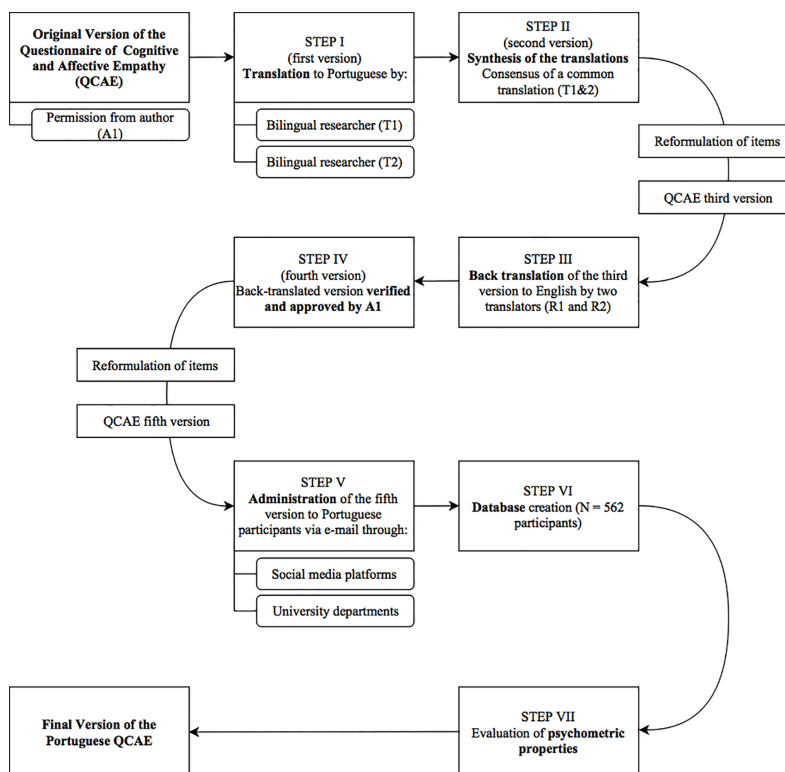 Original Version of the
Questionnaire of Cognitive
and Affective Empathy
(QCAE)
Permission from author
(A1)
STEP I
(first version)
Translation to Portuguese by:
Bilingual researcher (T1)
Bilingual researcher (T2)
STEP II
(second version)
Synthesis of the translations
Consensus of a common
translation (T1&2)
Reformulation of items
QCAE third version
STEP III
Back translation of the third
version to English by two
translators (R1 and R2)
STEP IV
(fourth version)
Back-translated version verified
and approved by A1
Reformulation of items
QCAE fifth version
STEP V
Administration of the fifth
version to Portuguese
participants via e-mail through:
Social media platforms
University departments
STEP VI
Database creation (N = 562
participants)
STEP VII
Evaluation of psychometric
properties
Final Version of the
Portuguese QCAE